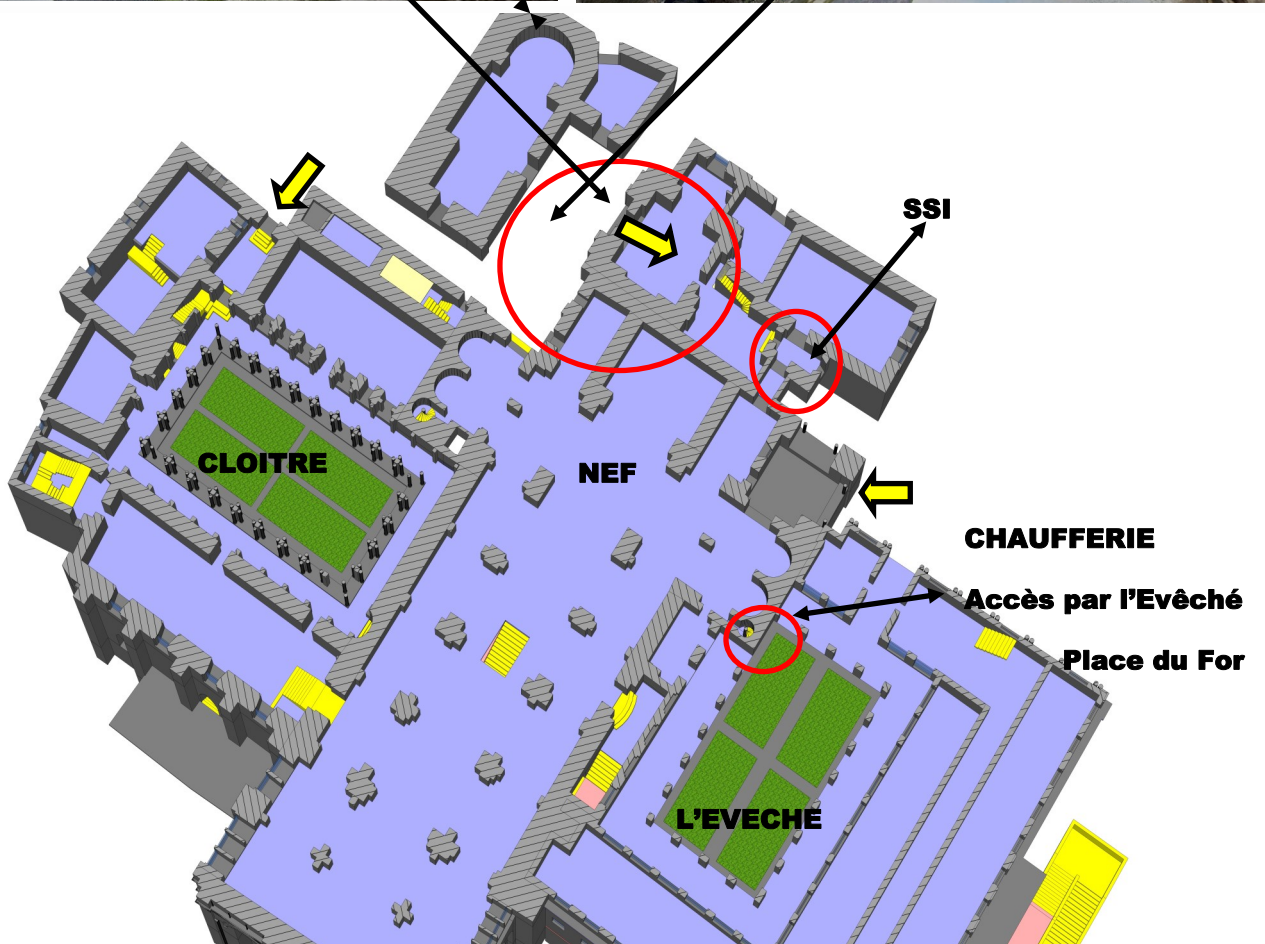 SSI
CLOITRE
NEF
CHAUFFERIE
Accès par l'Evêché
Place du For
L'EVECHE